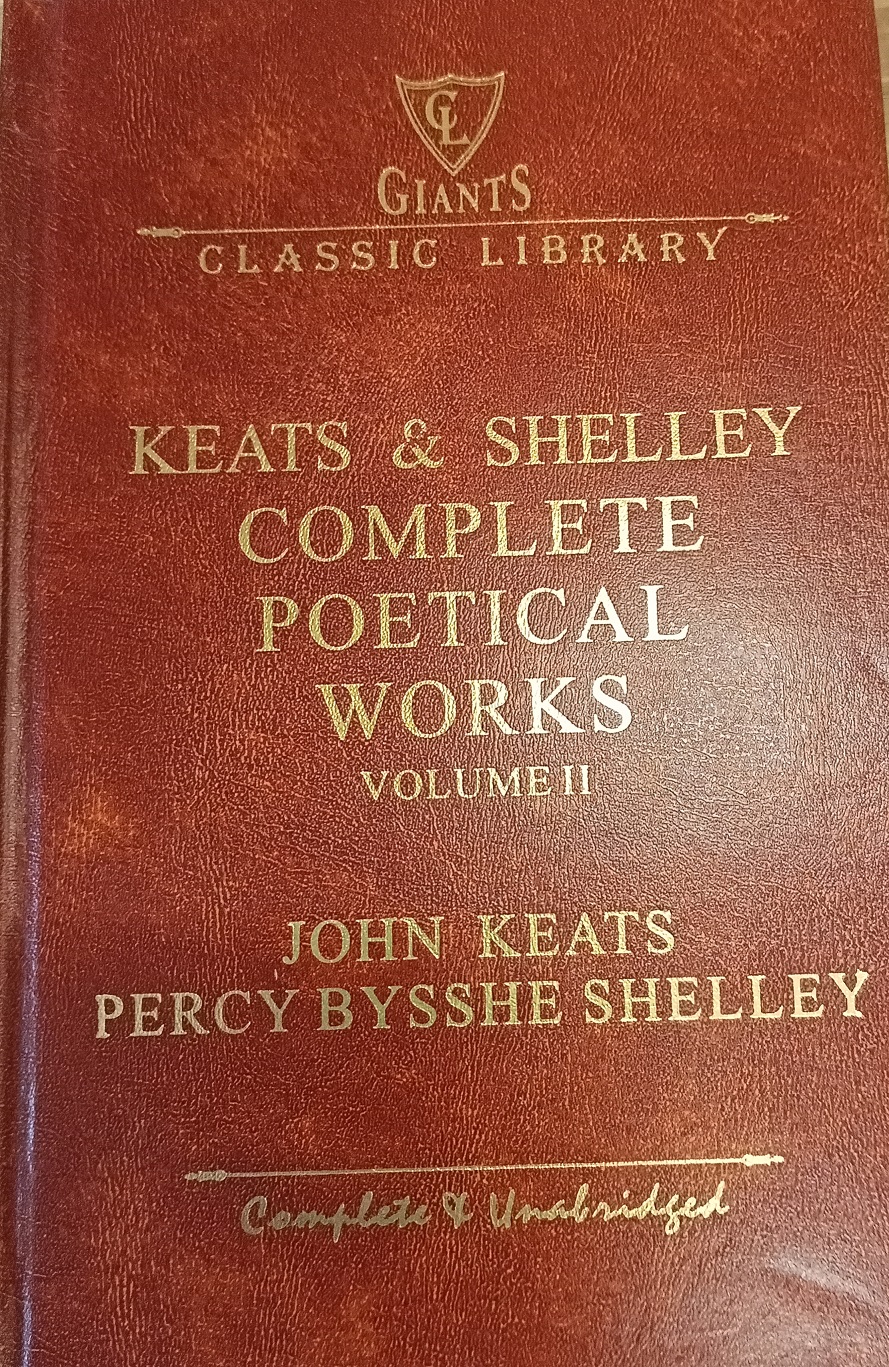 CL
GIANTS
CLASSIC LIBRARY
KEATS & SHELLEY
COMPLETE
POETICAL
WORKS
VOLUME II
JOHN KEATS
PERCY BYSSHE SHELLEY
Complete & Unabridged